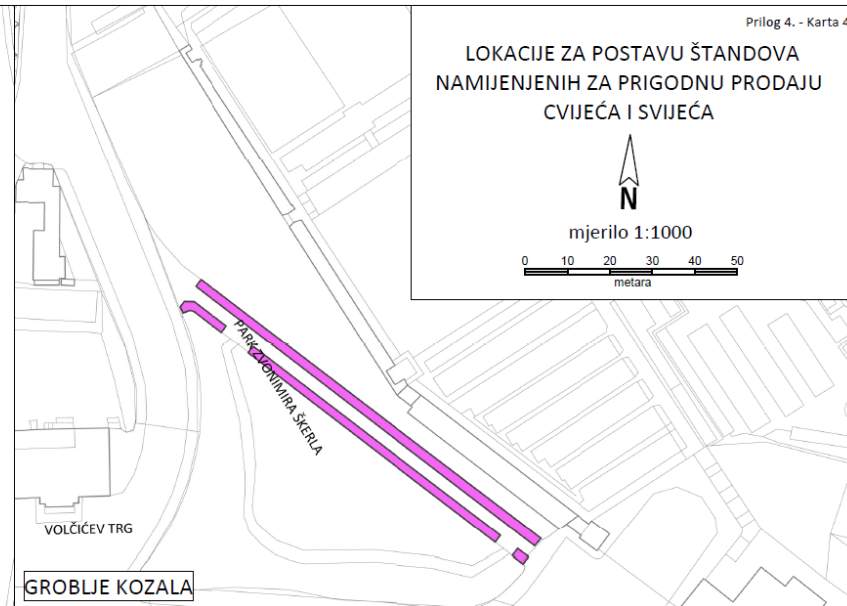 Prilog 4. - Karta 4
LOKACIJE ZA POSTAVU ŠTANDOVA
NAMIJENJENIH ZA PRIGODNU PRODAJU
CVIJEĆA I SVIJEĆA
N
mjerilo 1:1000
0 10 20 30 40 50
metara
PARK ZVONIMIRA ŠKERLA
VOLČIĆEV TRG
GROBLJE KOZALA